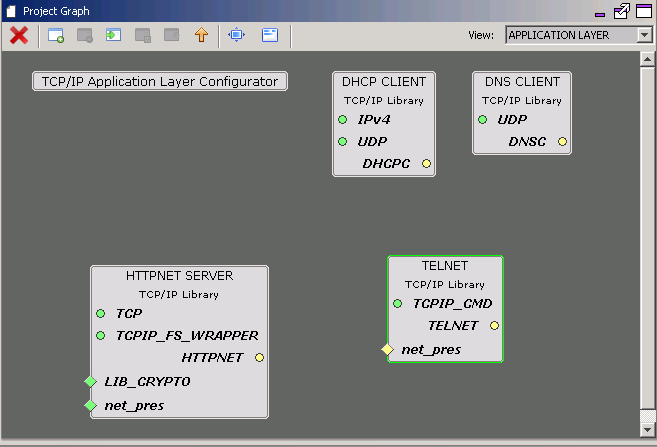 Project Graph
View: APPLICATION LAYER
TCP/IP Application Layer Configurator
DHCP CLIENT
TCP/IP Library
IPv4
UDP
DHCPC
DNS CLIENT
TCP/IP Library
UDP
DNSC
HTTPNET SERVER
TCP/IP Library
TCP
TCPIP_FS_WRAPPER
HTTPNET
LIB_CRYPTO
net_pres
TELNET
TCP/IP Library
TCPIP_CMD
TELNET
net_pres